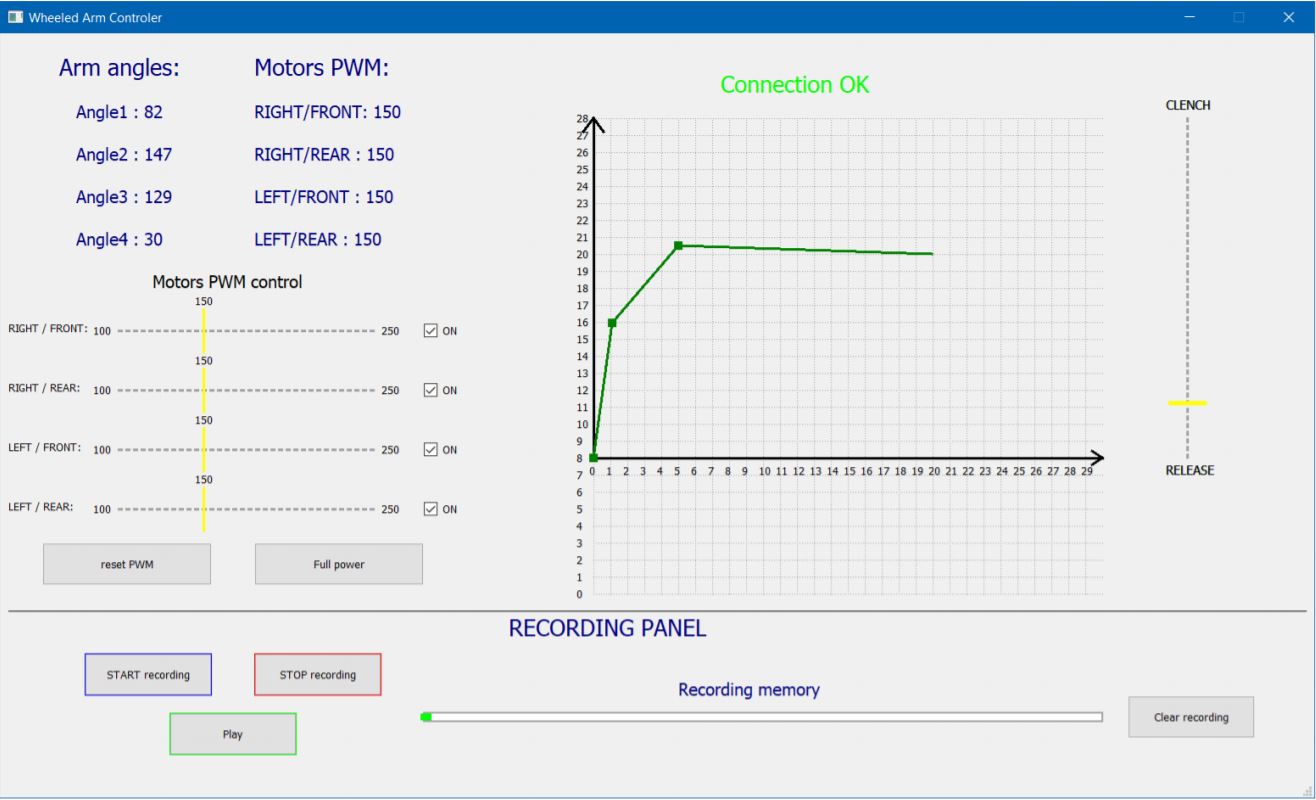 Wheeled Arm Controler
Arm angles:
Angle1 : 82
Angle2 : 147
Angle3 : 129
Angle4 : 30
Motors PWM:
RIGHT/FRONT: 150
RIGHT/REAR : 150
LEFT/FRONT : 150
LEFT/REAR : 150
Motors PWM control
150
RIGHT / FRONT: 100 250 ON
150
RIGHT / REAR: 100 250 ON
150
LEFT / FRONT: 100 250 ON
150
LEFT / REAR: 100 250 ON
reset PWM
Full power
Connection OK
28
27
26
25
24
23
22
21
20
19
18
17
16
15
14
13
12
11
10
9
8
7
6
5
4
3
2
1
0
0 1 2 3 4 5 6 7 8 9 10 11 12 13 14 15 16 17 18 19 20 21 22 23 24 25 26 27 28 29
CLENCH
RELEASE
RECORDING PANEL
START recording
STOP recording
Play
Recording memory
Clear recording